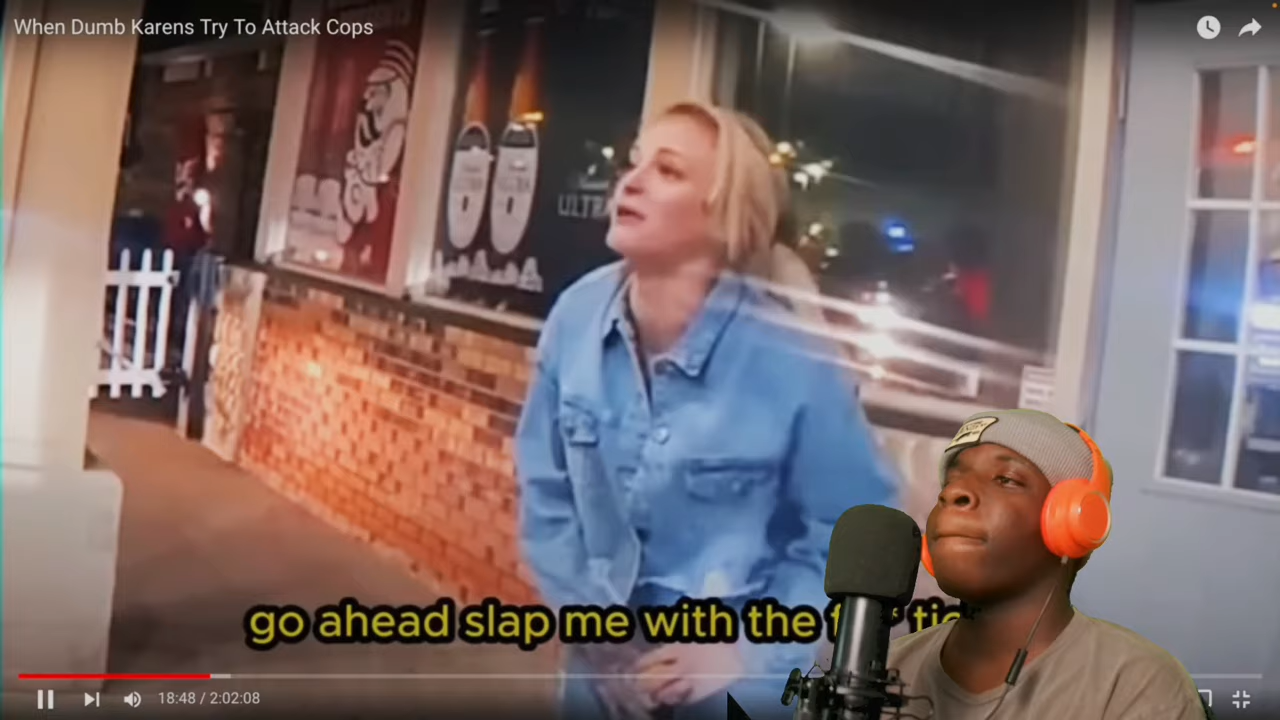 When Dumb Karens Try To Attack Cops
ULTRA
go ahead slap me with the
18:48 / 2:02:08